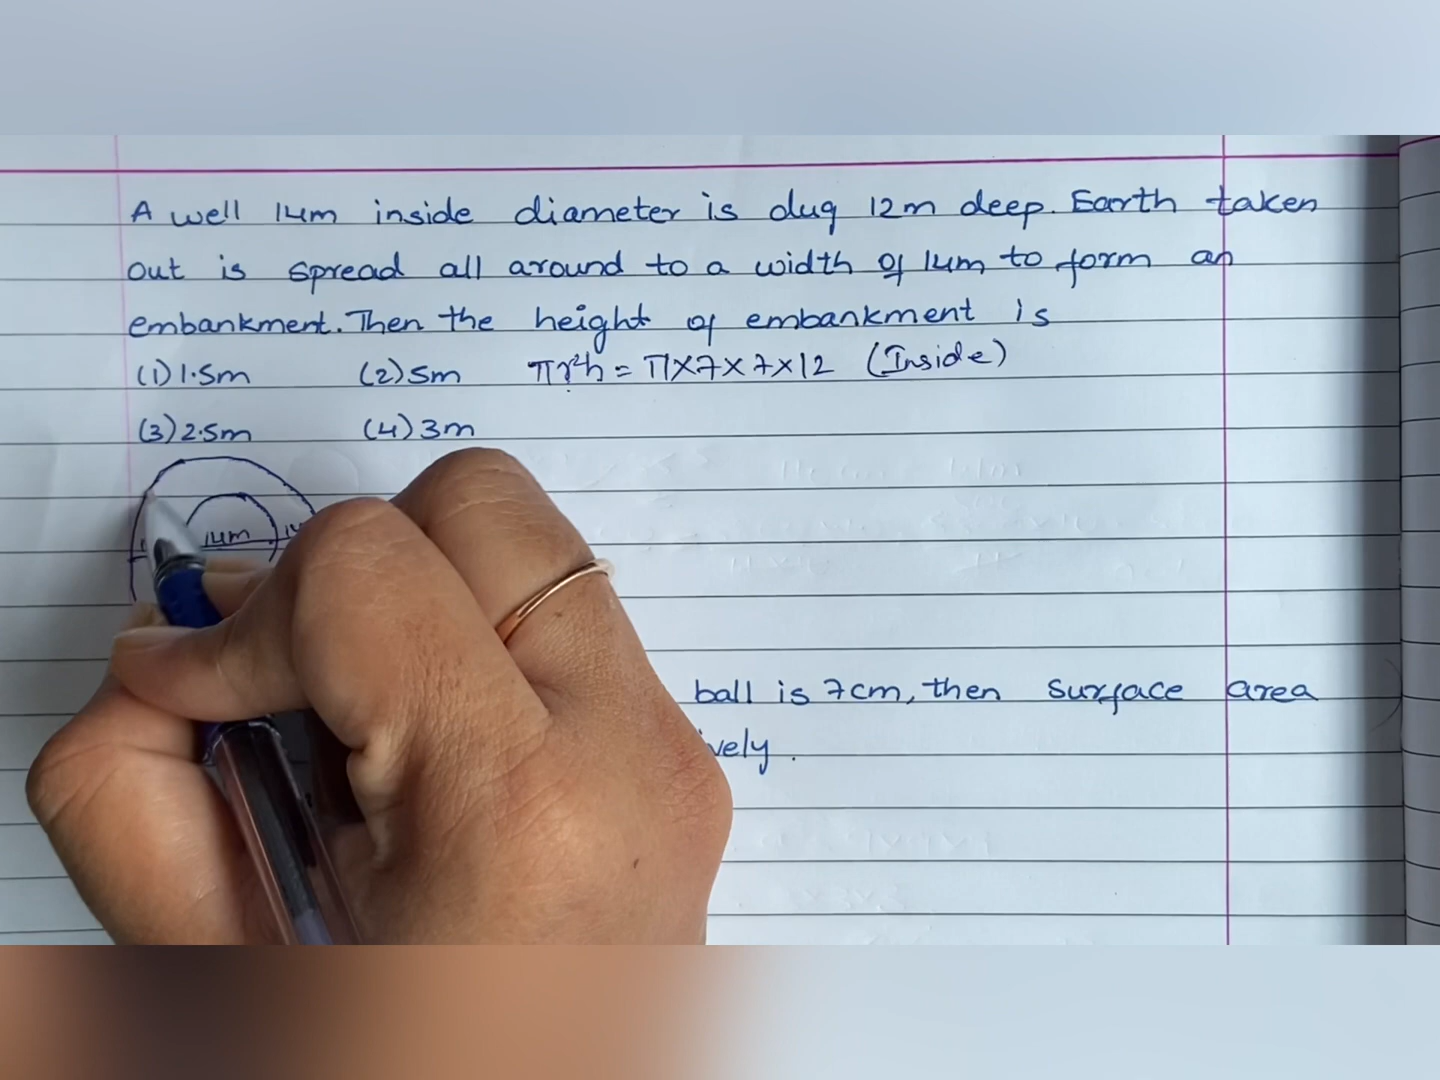 A well 14m inside diameter is dug 12m deep. Earth taken
out is spread all around to a width of 14m to form an
embankment. Then the height of embankment is
(1) 1.5m (2) 5m πr²h = π×7×7×12 (Inside)
(3) 2.5m (4) 3m
14m
ball is 7cm, then surface area